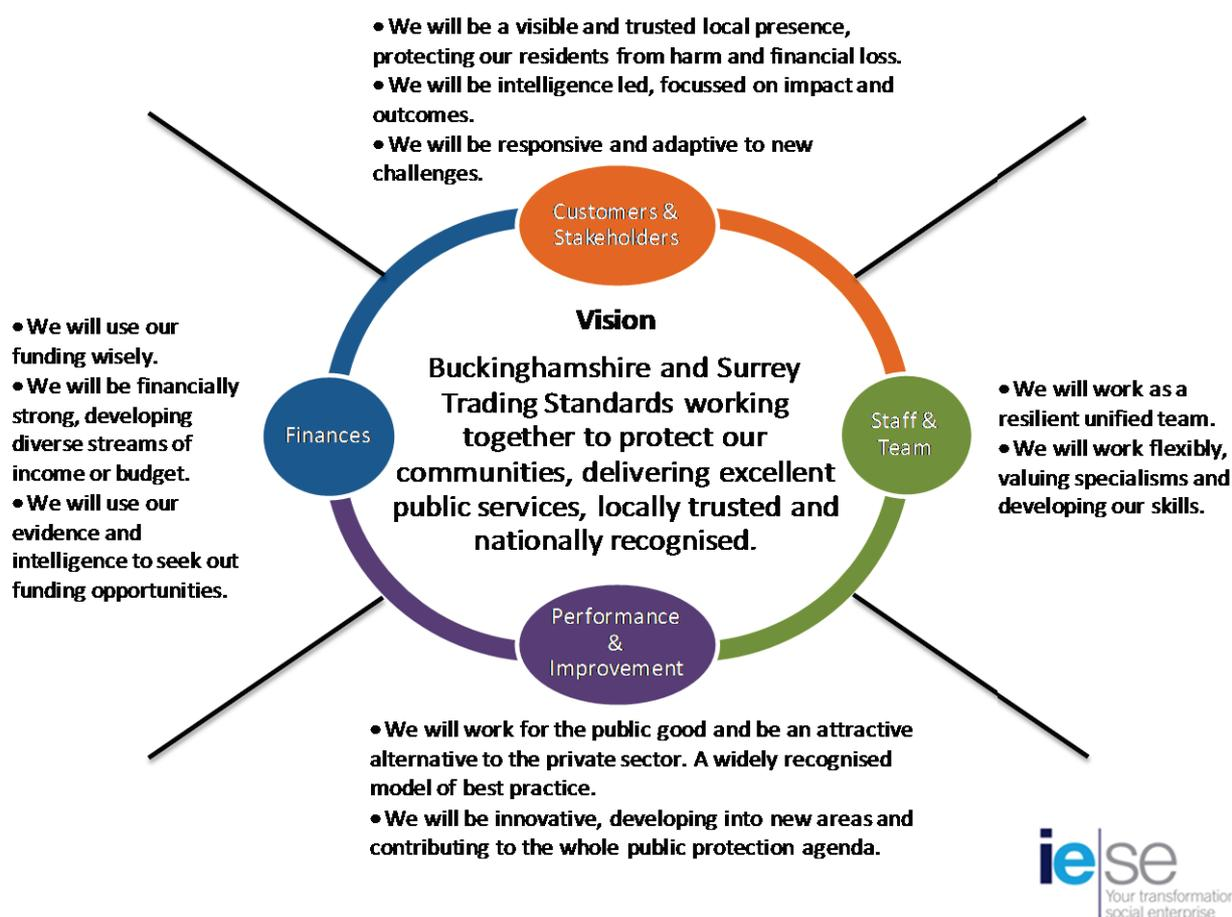 • We will be a visible and trusted local presence,
protecting our residents from harm and financial loss.
• We will be intelligence led, focussed on impact and
outcomes.
• We will be responsive and adaptive to new
challenges.
Customers &
Stakeholders
Vision
Buckinghamshire and Surrey
Trading Standards working
together to protect our
communities, delivering excellent
public services, locally trusted and
nationally recognised.
• We will use our
funding wisely.
• We will be financially
strong, developing
diverse streams of
income or budget.
• We will use our
evidence and
intelligence to seek out
funding opportunities.
Finances
Staff &
Team
• We will work as a
resilient unified team.
• We will work flexibly,
valuing specialisms and
developing our skills.
Performance
&
Improvement
• We will work for the public good and be an attractive
alternative to the private sector. A widely recognised
model of best practice.
• We will be innovative, developing into new areas and
contributing to the whole public protection agenda.
iese
Your transformation
social enterprise